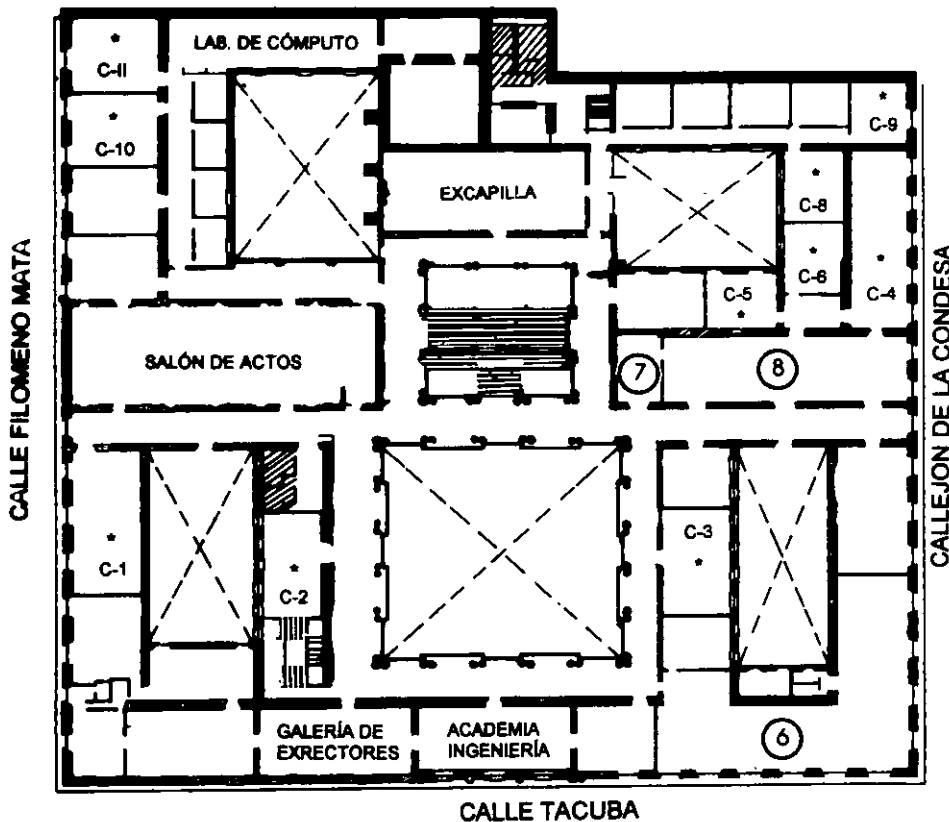 LAB. DE CÓMPUTO
C-11
C-10
C-9
EXCAPILLA
C-8
C-6
C-4
C-5
CALLE FILOMENO MATA
CALLEJON DE LA CONDESA
SALÓN DE ACTOS
7
8
C-1
C-2
C-3
GALERÍA DE
EXRECTORES
ACADEMIA
INGENIERÍA
6
CALLE TACUBA